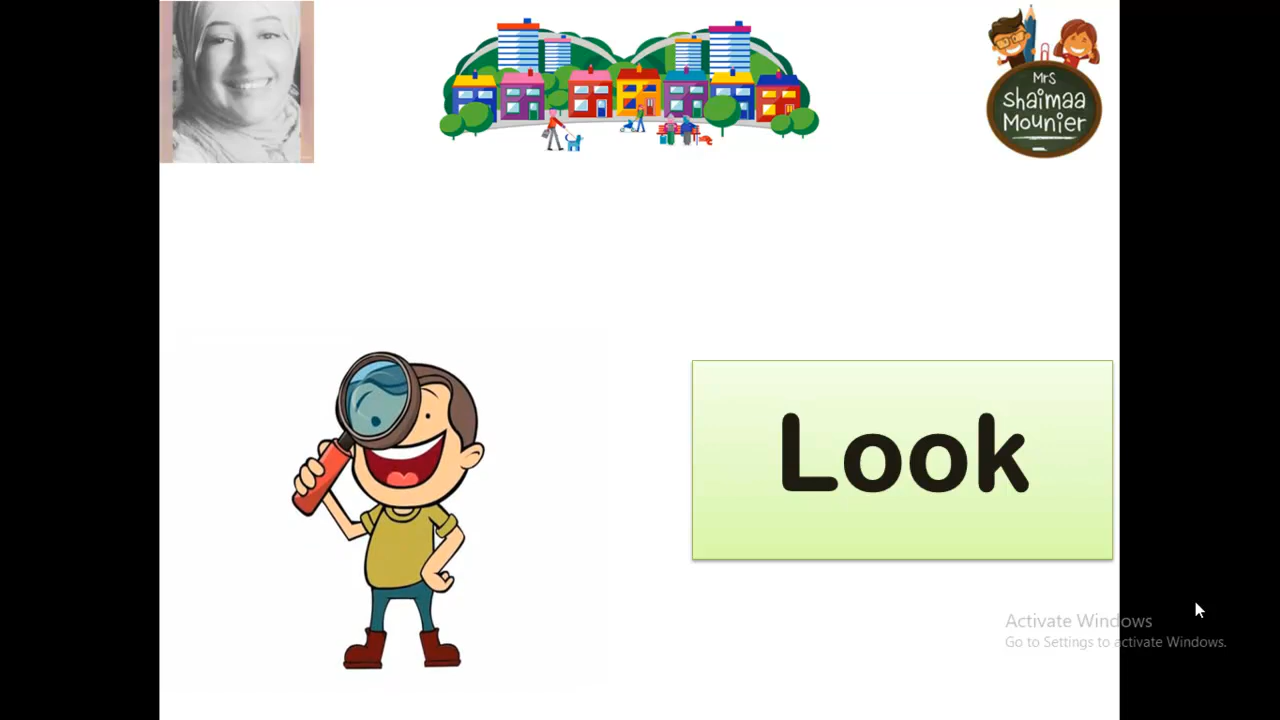 Mrs
Shaimaa
Mounier
Look
Activate Windows
Go to Settings to activate Windows.